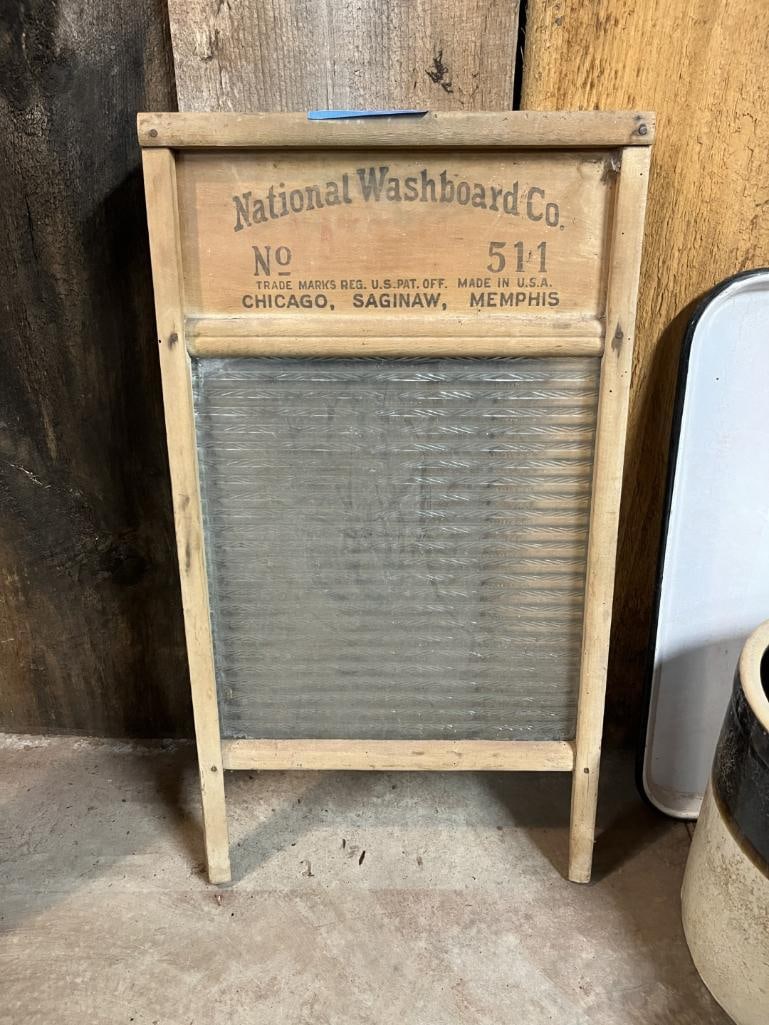 National Washboard Co.
No 511
TRADE MARKS REG. U.S. PAT. OFF. MADE IN U.S.A.
CHICAGO, SAGINAW, MEMPHIS